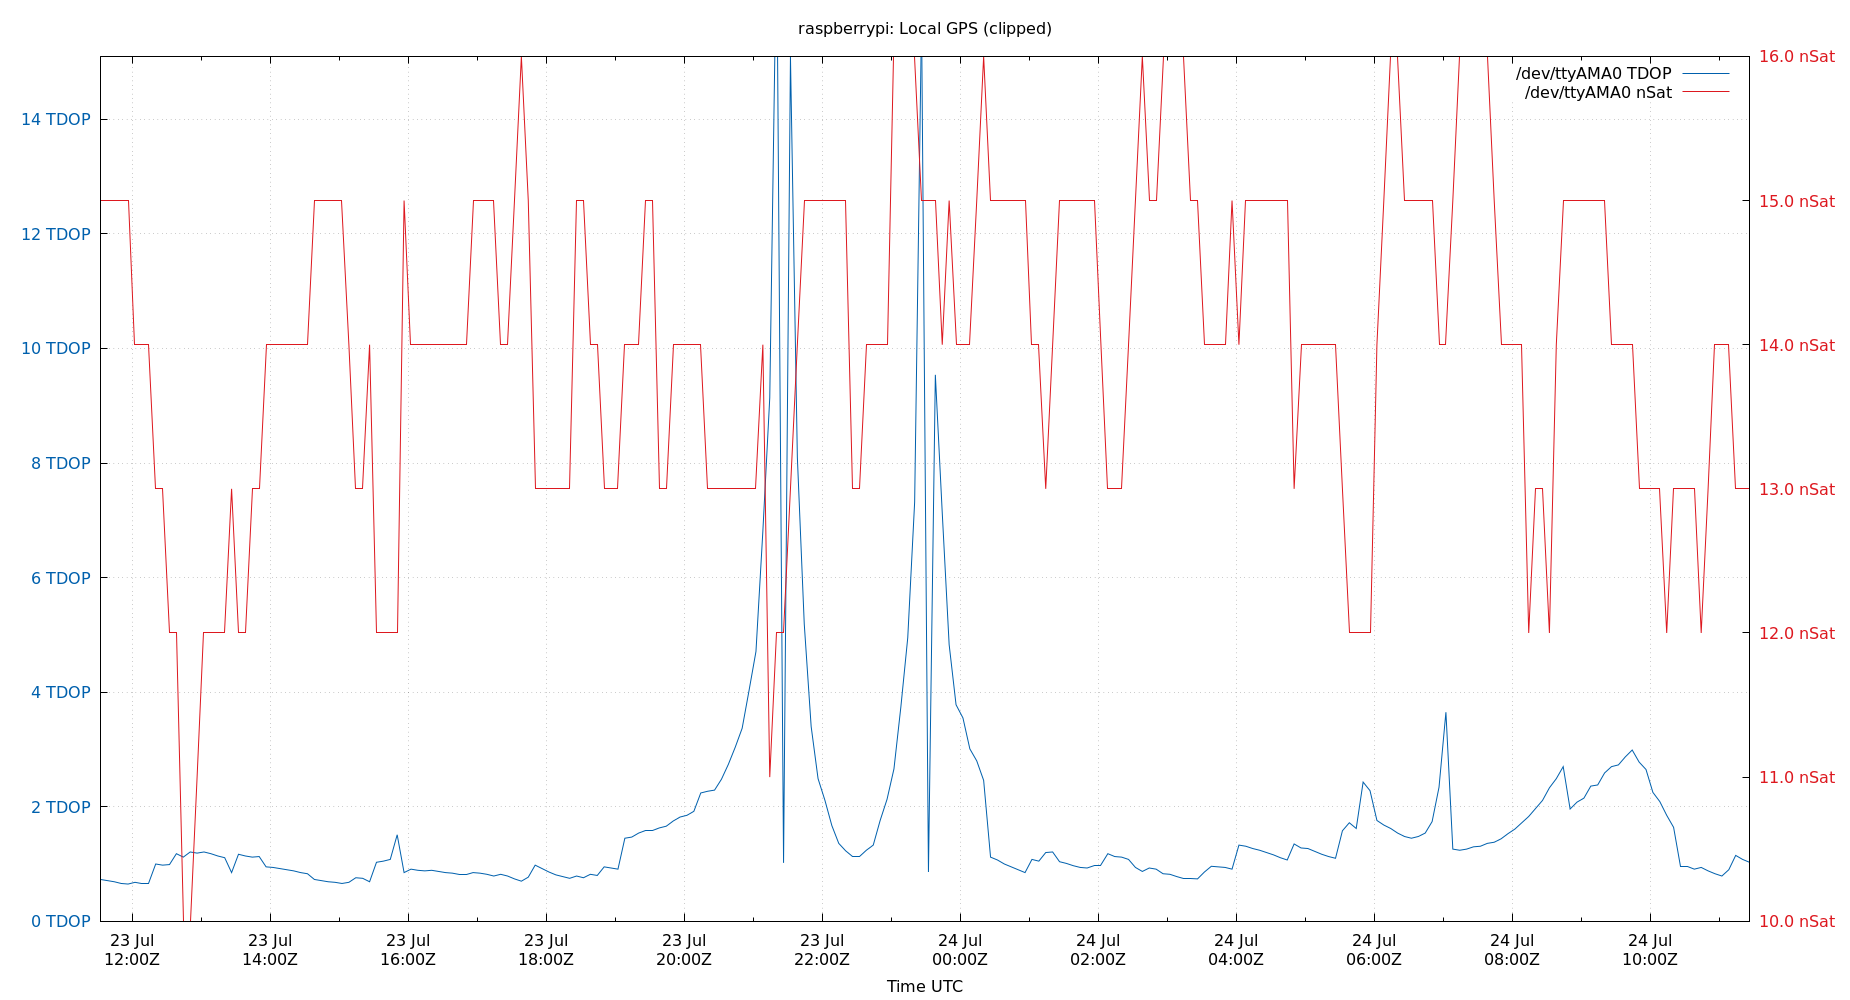 raspberrypi: Local GPS (clipped)
16.0 nSat
/dev/ttyAMA0 TDOP
/dev/ttyAMA0 nSat
14 TDOP
15.0 nSat
12 TDOP
10 TDOP
14.0 nSat
8 TDOP
13.0 nSat
6 TDOP
12.0 nSat
4 TDOP
11.0 nSat
2 TDOP
0 TDOP
10.0 nSat
23 Jul 23 Jul 23 Jul 23 Jul 23 Jul 23 Jul 24 Jul 24 Jul 24 Jul 24 Jul 24 Jul 24 Jul
12:00Z 14:00Z 16:00Z 18:00Z 20:00Z 22:00Z 00:00Z 02:00Z 04:00Z 06:00Z 08:00Z 10:00Z
Time UTC